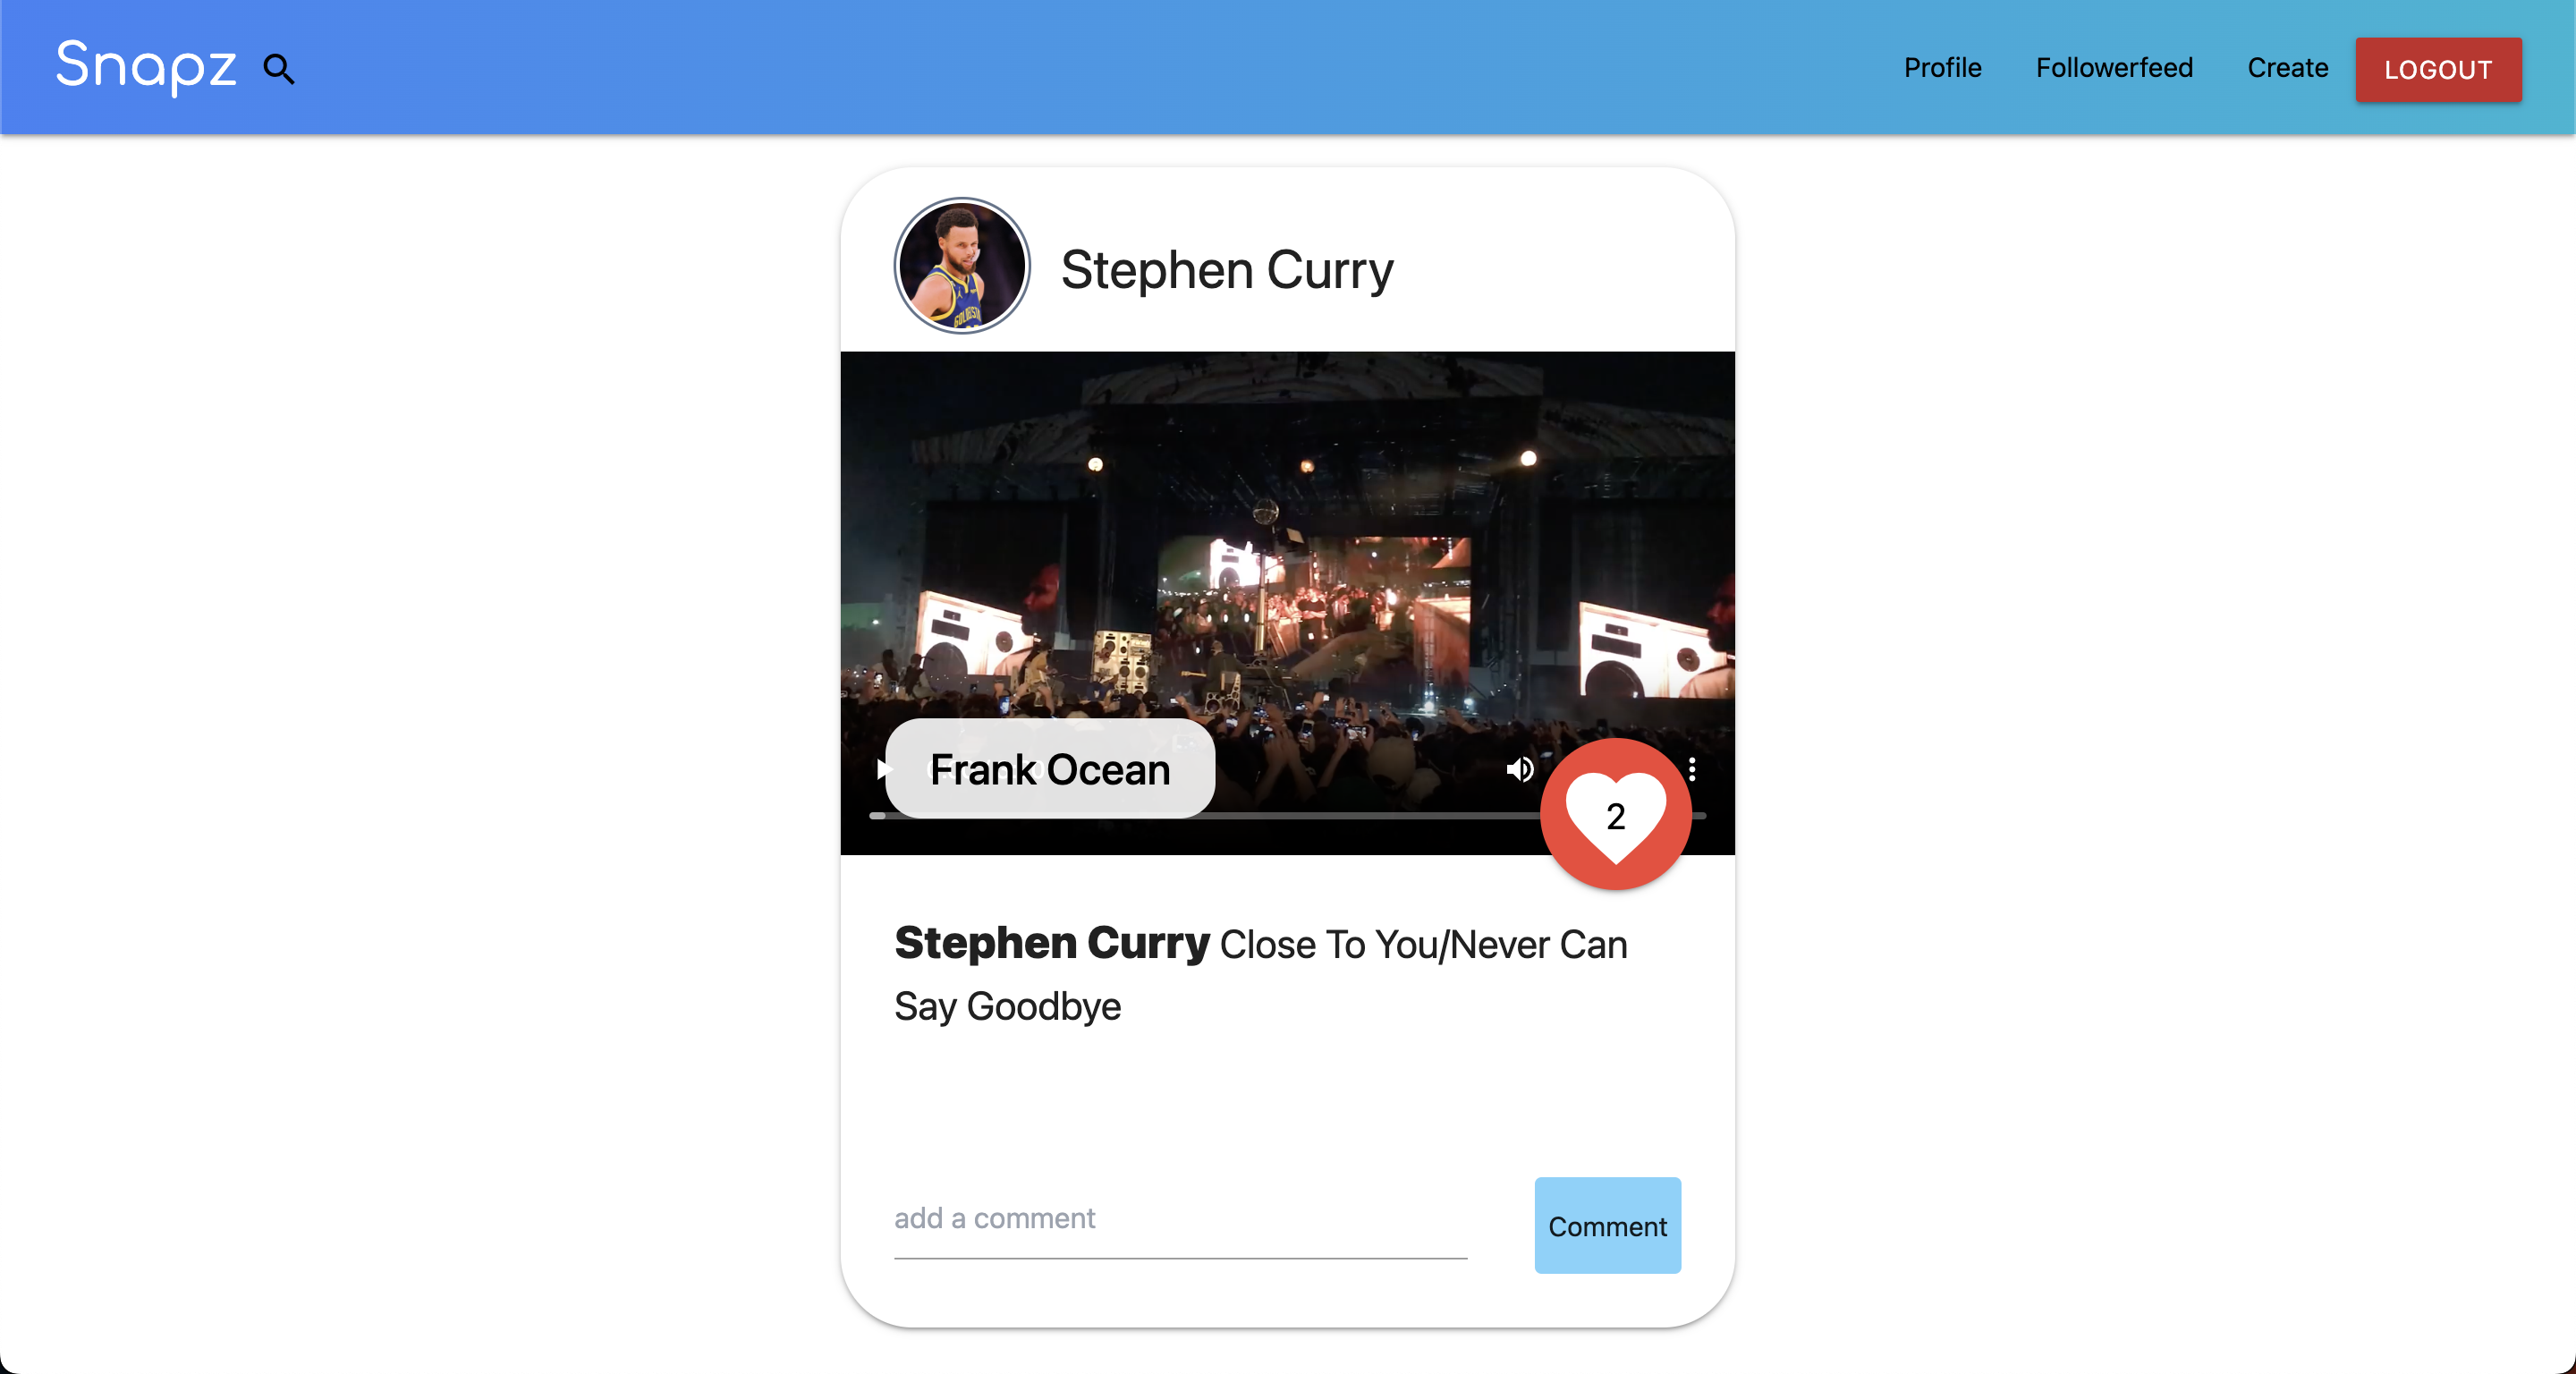 Snapz
Profile Followerfeed Create LOGOUT
Stephen Curry
Frank Ocean
2
Stephen Curry Close To You/Never Can
Say Goodbye
add a comment
Comment